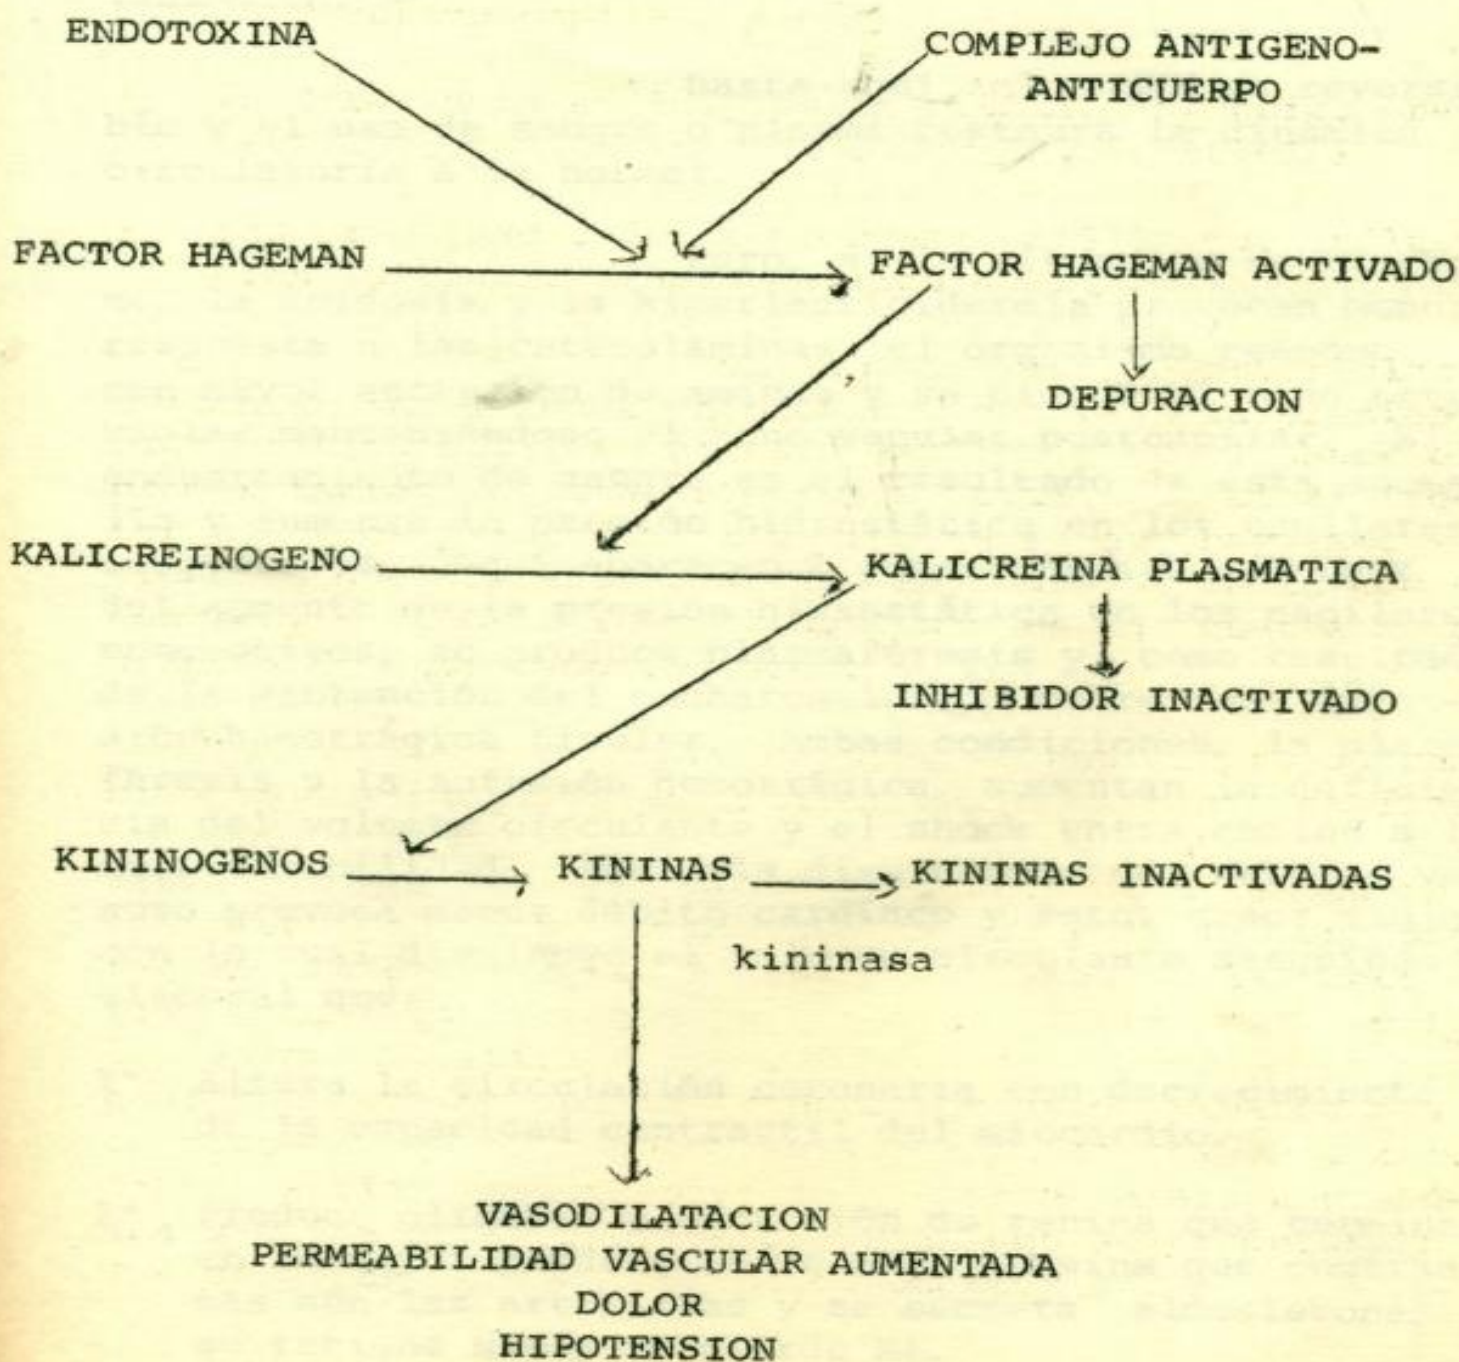 ENDOTOXINA
COMPLEJO ANTIGENO-
ANTICUERPO
FACTOR HAGEMAN
FACTOR HAGEMAN ACTIVADO
DEPURACION
KALICREINOGENO
KALICREINA PLASMATICA
INHIBIDOR INACTIVADO
KININOGENOS
KININAS
KININAS INACTIVADAS
kininasa
VASODILATACION
PERMEABILIDAD VASCULAR AUMENTADA
DOLOR
HIPOTENSION